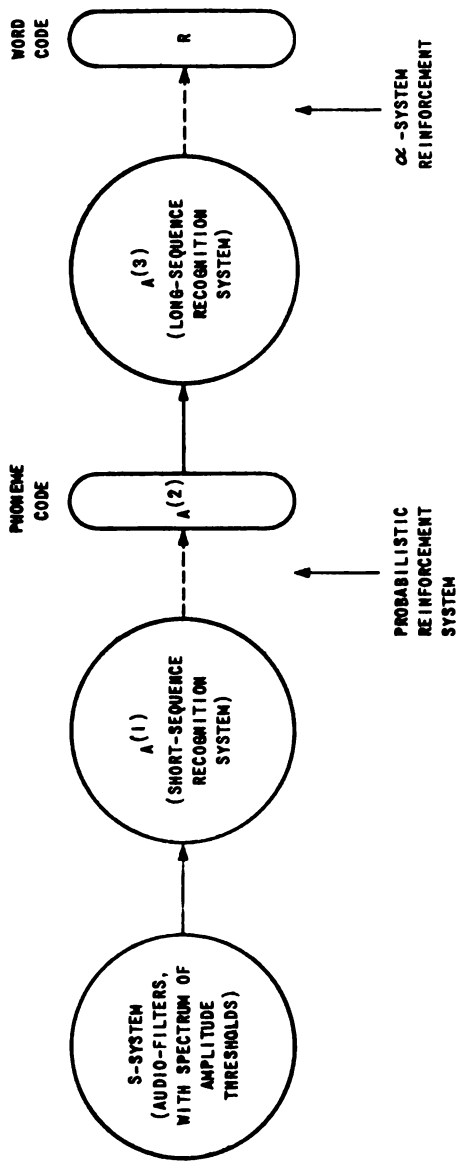 S-SYSTEM
(AUDIO-FILTERS,
WITH SPECTRUM OF
AMPLITUDE
THRESHOLDS)
A(1)
(SHORT-SEQUENCE
RECOGNITION
SYSTEM)
PHONEME
CODE
A(2)
PROBABILISTIC
REINFORCEMENT
SYSTEM
A(3)
(LONG-SEQUENCE
RECOGNITION
SYSTEM)
WORD
CODE
R
α-SYSTEM
REINFORCEMENT